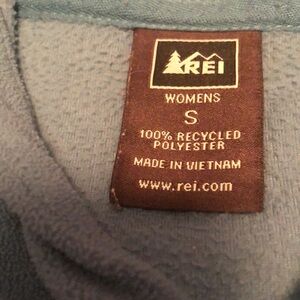 REI
WOMENS
S
100% RECYCLED
POLYESTER
MADE IN VIETNAM
www.rei.com